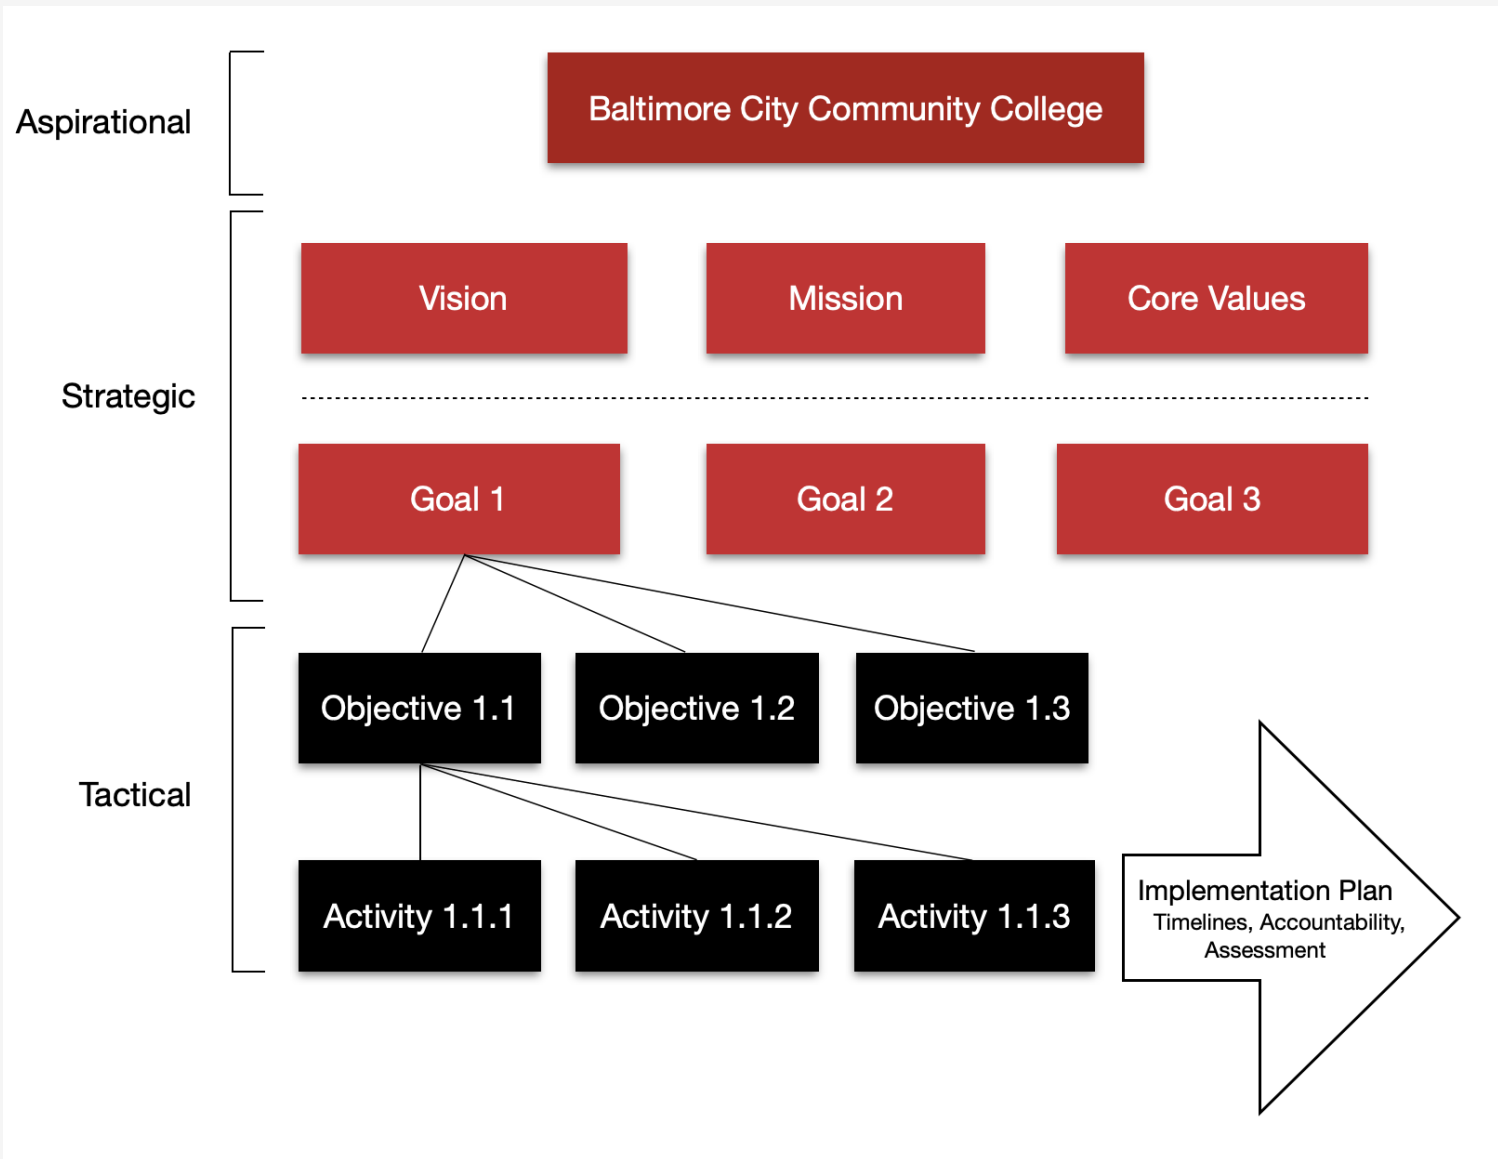 Aspirational
Baltimore City Community College
Strategic
Vision
Mission
Core Values
Goal 1
Goal 2
Goal 3
Tactical
Objective 1.1
Objective 1.2
Objective 1.3
Activity 1.1.1
Activity 1.1.2
Activity 1.1.3
Implementation Plan
Timelines, Accountability,
Assessment